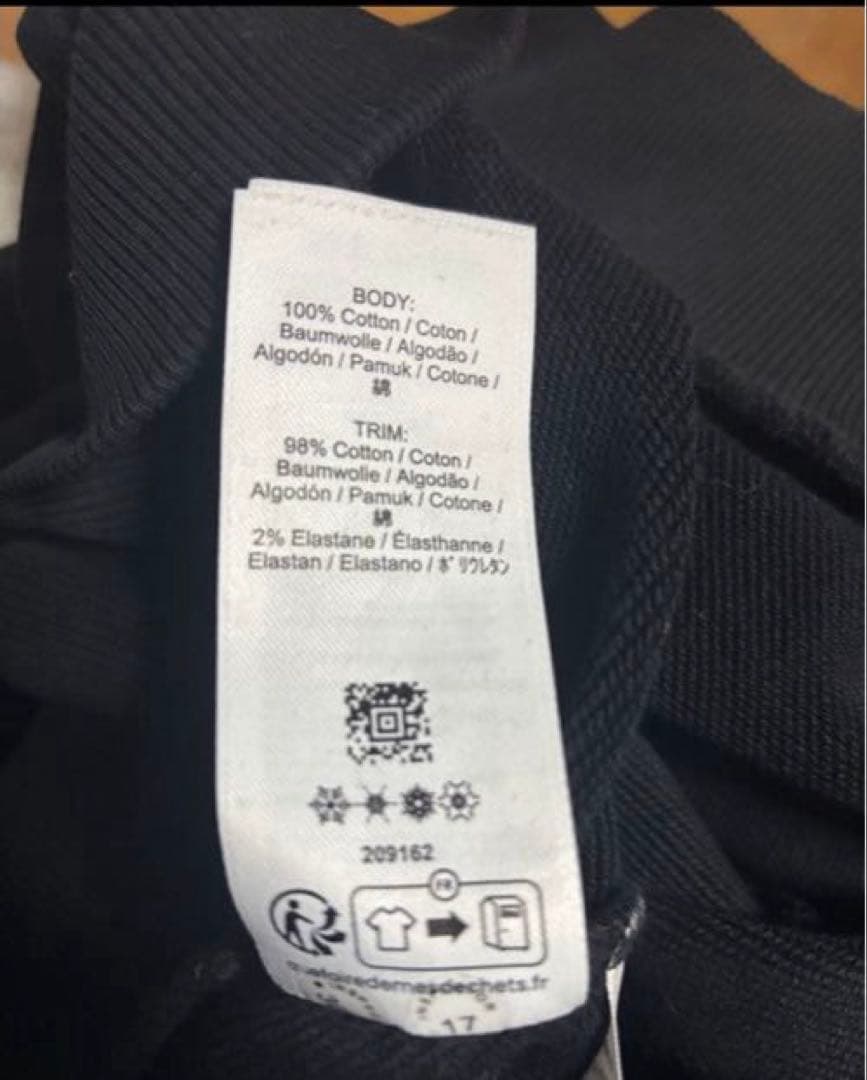 BODY:
100% Cotton / Coton /
Baumwolle / Algodão /
Algodón / Pamuk / Cotone /
綿
TRIM:
98% Cotton / Coton /
Baumwolle / Algodão /
Algodón / Pamuk / Cotone /
綿
2% Elastane / Élasthanne /
Elastan / Elastano / ポリウレタン
209162
FR
quefairedemesdechets.fr
17